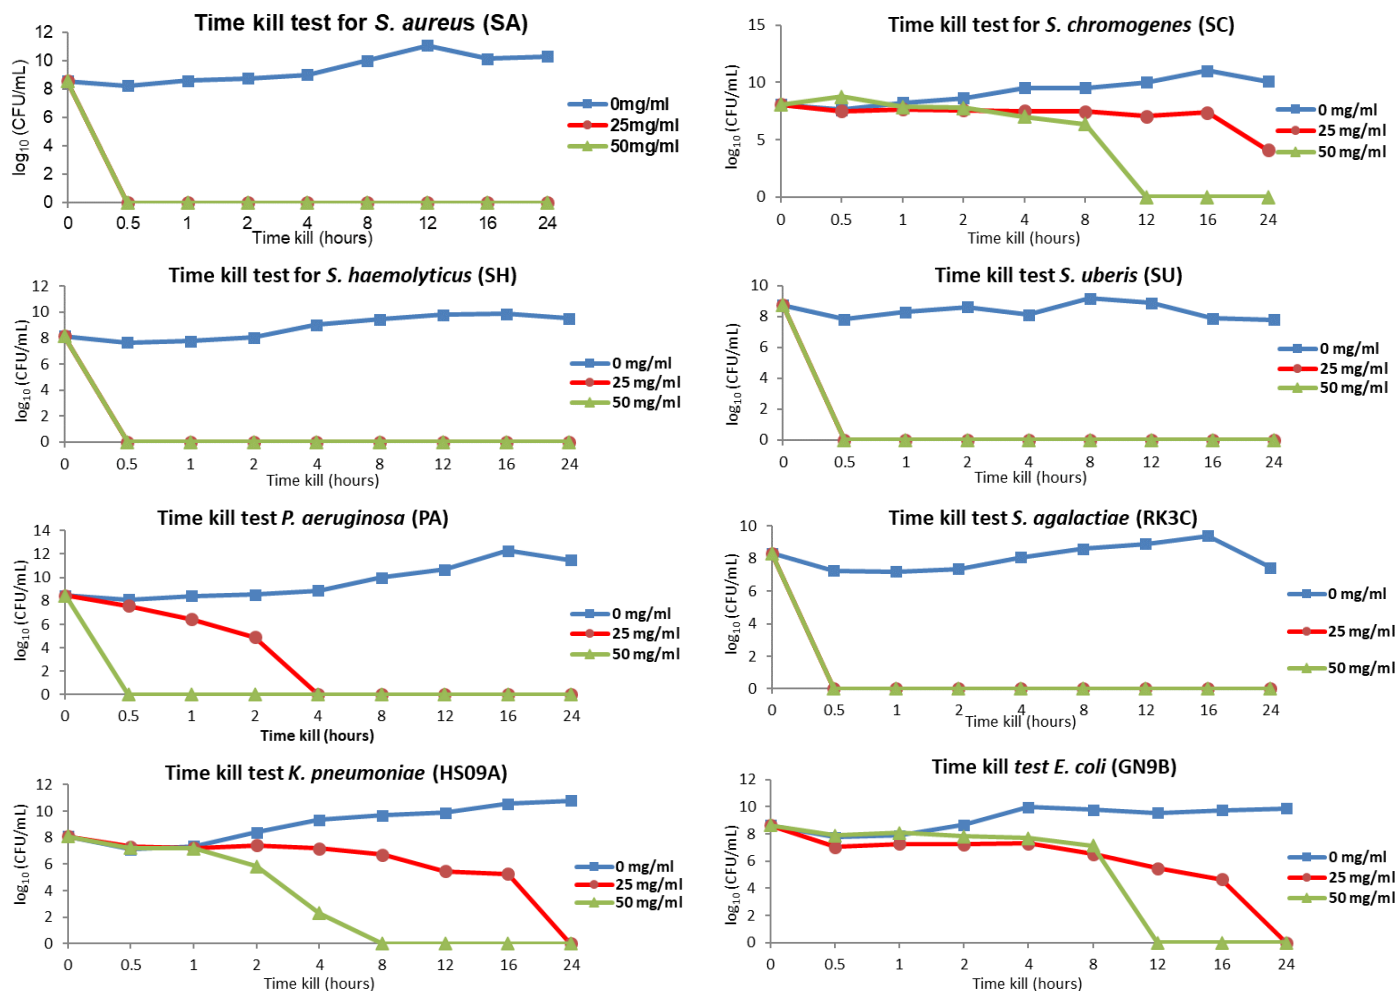 Time kill test for S. aureus (SA)
log10 (CFU/mL)
12
10
8
6
4
2
0
0 0.5 1 2 4 8 12 16 24
Time kill (hours)
0mg/ml
25mg/ml
50mg/ml
Time kill test for S. chromogenes (SC)
log10 (CFU/mL)
15
10
5
0
0 0.5 1 2 4 8 12 16 24
Time kill (hours)
0 mg/ml
25 mg/ml
50 mg/ml
Time kill test for S. haemolyticus (SH)
log10 (CFU/mL)
12
10
8
6
4
2
0
0 0.5 1 2 4 8 12 16 24
Time kill (hours)
0 mg/ml
25 mg/ml
50 mg/ml
Time kill test S. uberis (SU)
log10 (CFU/mL)
10
8
6
4
2
0
0 0.5 1 2 4 8 12 16 24
Time kill (hours)
0 mg/ml
25 mg/ml
50 mg/ml
Time kill test P. aeruginosa (PA)
log10 (CFU/mL)
14
12
10
8
6
4
2
0
0 0.5 1 2 4 8 12 16 24
Time kill (hours)
0 mg/ml
25 mg/ml
50 mg/ml
Time kill test S. agalactiae (RK3C)
log10 (CFU/mL)
10
8
6
4
2
0
0 0.5 1 2 4 8 12 16 24
Time kill (hours)
0 mg/ml
25 mg/ml
50 mg/ml
Time kill test K. pneumoniae (HS09A)
log10 (CFU/mL)
12
10
8
6
4
2
0
0 0.5 1 2 4 8 12 16 24
Time kill (hours)
0 mg/ml
25 mg/ml
50 mg/ml
Time kill test E. coli (GN9B)
log10 (CFU/mL)
12
10
8
6
4
2
0
0 0.5 1 2 4 8 12 16 24
Time kill (hours)
0 mg/ml
25 mg/ml
50 mg/ml